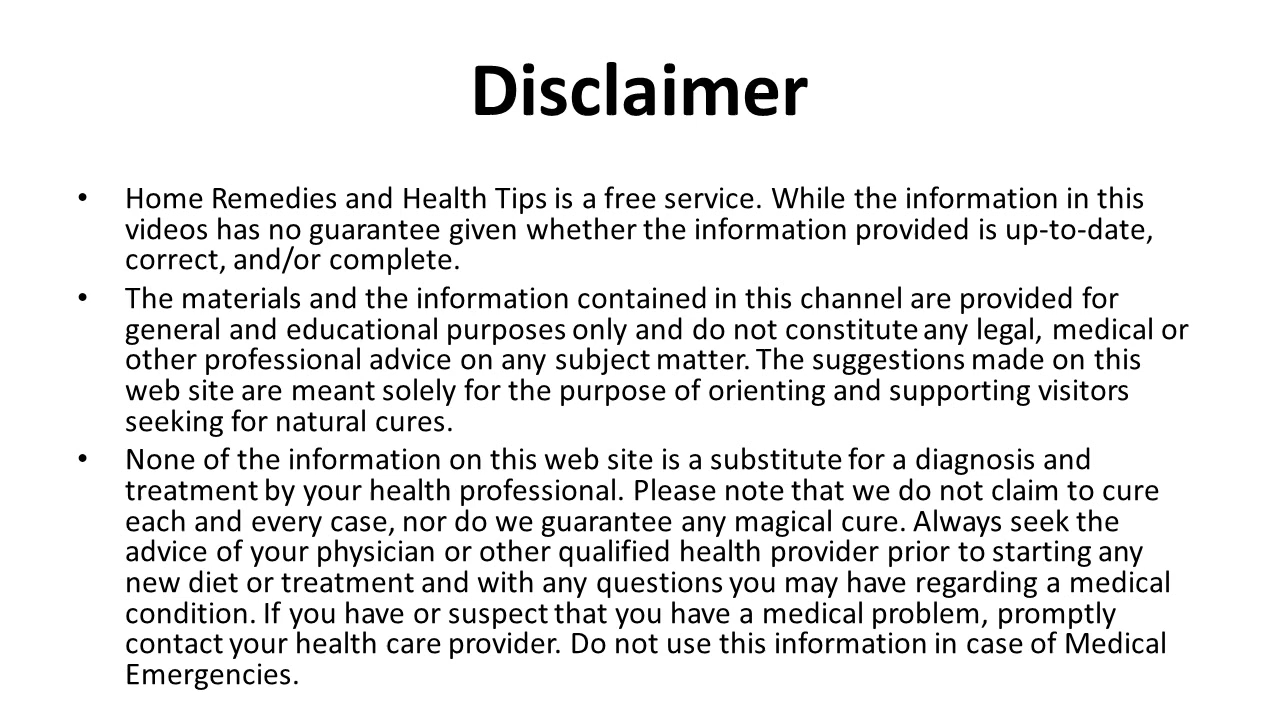 Disclaimer
• Home Remedies and Health Tips is a free service. While the information in this
videos has no guarantee given whether the information provided is up-to-date,
correct, and/or complete.
• The materials and the information contained in this channel are provided for
general and educational purposes only and do not constitute any legal, medical or
other professional advice on any subject matter. The suggestions made on this
web site are meant solely for the purpose of orienting and supporting visitors
seeking for natural cures.
• None of the information on this web site is a substitute for a diagnosis and
treatment by your health professional. Please note that we do not claim to cure
each and every case, nor do we guarantee any magical cure. Always seek the
advice of your physician or other qualified health provider prior to starting any
new diet or treatment and with any questions you may have regarding a medical
condition. If you have or suspect that you have a medical problem, promptly
contact your health care provider. Do not use this information in case of Medical
Emergencies.